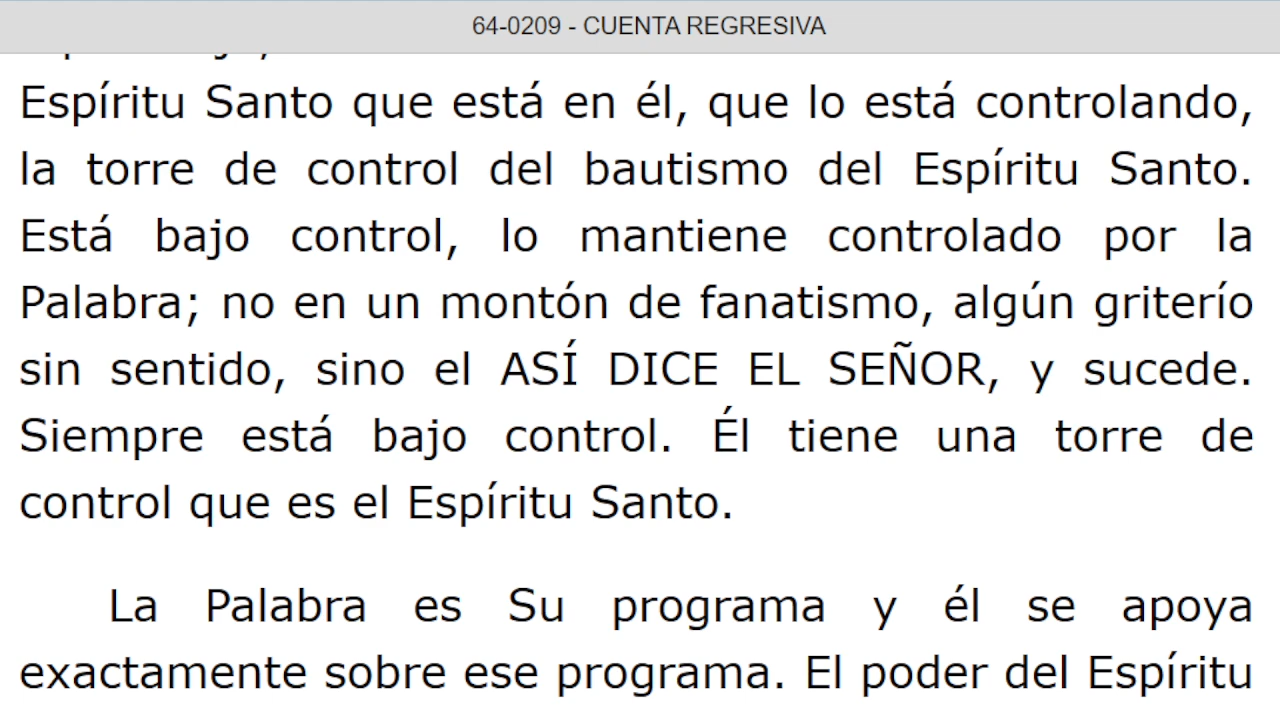 64-0209 - CUENTA REGRESIVA
Espíritu Santo que está en él, que lo está controlando,
la torre de control del bautismo del Espíritu Santo.
Está bajo control, lo mantiene controlado por la
Palabra; no en un montón de fanatismo, algún griterío
sin sentido, sino el ASÍ DICE EL SEÑOR, y sucede.
Siempre está bajo control. Él tiene una torre de
control que es el Espíritu Santo.
La Palabra es Su programa y él se apoya
exactamente sobre ese programa. El poder del Espíritu